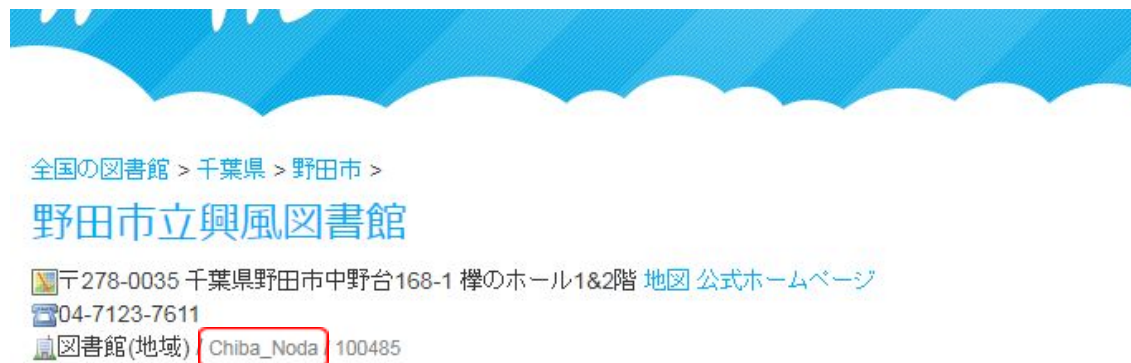 全国の図書館 > 千葉県 > 野田市 >
野田市立興風図書館
〒278-0035 千葉県野田市中野台168-1 欅のホール1&2階 地図 公式ホームページ
04-7123-7611
図書館(地域) / Chiba_Noda / 100485